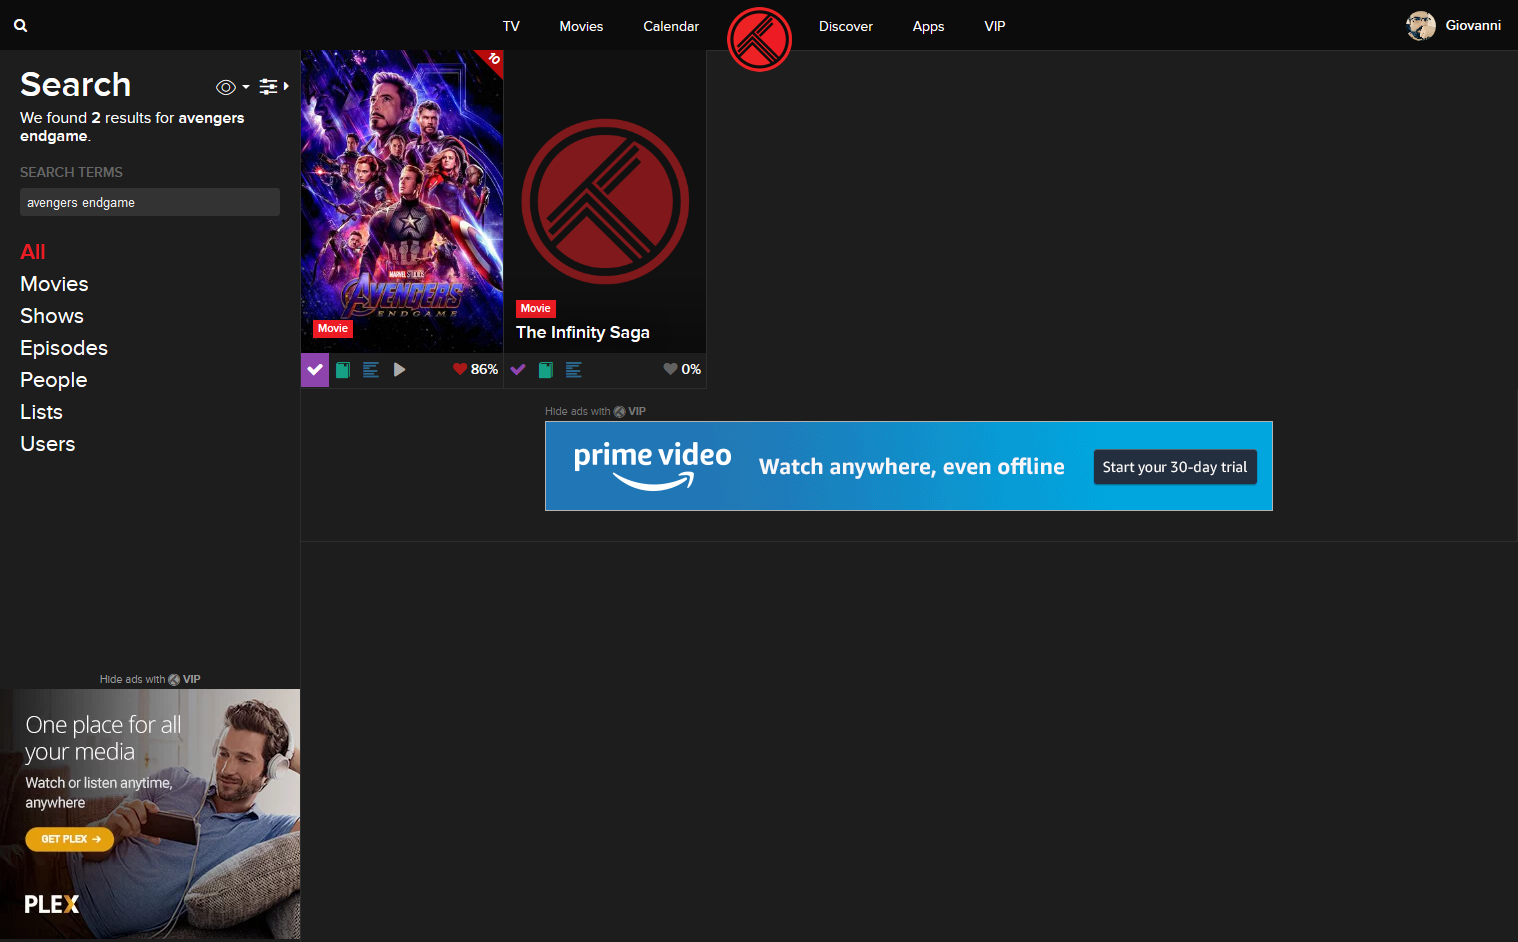 TV
Movies
Calendar
Discover
Apps
VIP
Giovanni
Search
We found 2 results for avengers
endgame.
SEARCH TERMS
avengers endgame
All
Movies
Shows
Episodes
People
Lists
Users
10
MARVEL STUDIOS
AVENGERS
ENDGAME
Movie
86%
Movie
The Infinity Saga
0%
Hide ads with VIP
prime video
Watch anywhere, even offline
Start your 30-day trial
Hide ads with VIP
One place for all
your media
Watch or listen anytime,
anywhere
GET PLEX →
PLEX